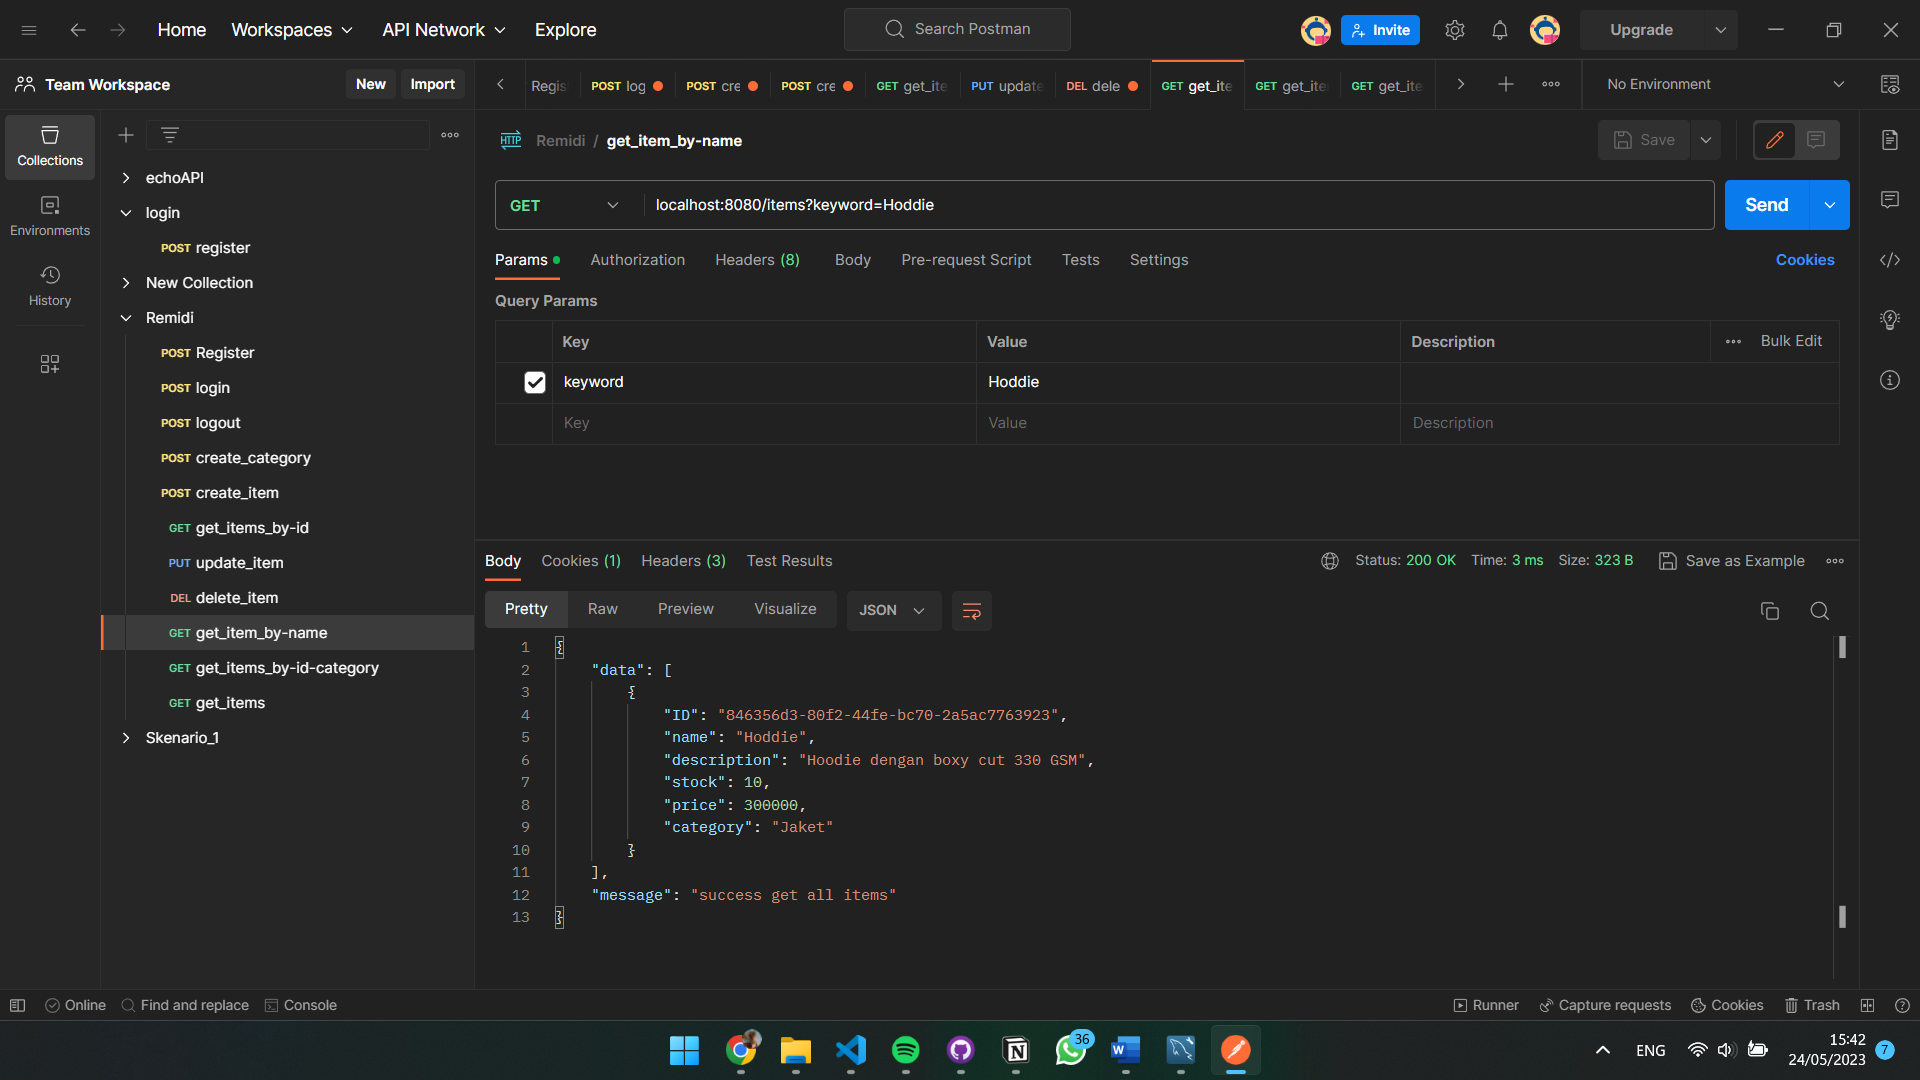 Home Workspaces API Network Explore Search Postman Invite Upgrade
Team Workspace New Import
Regis POST log POST cre POST cre GET get_ite PUT update DEL dele GET get_ite GET get_ite GET get_ite No Environment
Collections
Environments
History
echoAPI
login
POST register
New Collection
Remidi
POST Register
POST login
POST logout
POST create_category
POST create_item
GET get_items_by-id
PUT update_item
DEL delete_item
GET get_item_by-name
GET get_items_by-id-category
GET get_items
Skenario_1
HTTP Remidi / get_item_by-name Save
GET localhost:8080/items?keyword=Hoddie Send
Params Authorization Headers (8) Body Pre-request Script Tests Settings Cookies
Query Params
Key Value Description Bulk Edit
keyword Hoddie
Key Value Description
Body Cookies (1) Headers (3) Test Results Status: 200 OK Time: 3 ms Size: 323 B Save as Example
Pretty Raw Preview Visualize JSON
1 {
2 "data": [
3 {
4 "ID": "846356d3-80f2-44fe-bc70-2a5ac7763923",
5 "name": "Hoddie",
6 "description": "Hoodie dengan boxy cut 330 GSM",
7 "stock": 10,
8 "price": 300000,
9 "category": "Jaket"
10 }
11 ],
12 "message": "success get all items"
13 }
Online Find and replace Console Runner Capture requests Cookies Trash
36
ENG 15:42
24/05/2023 7